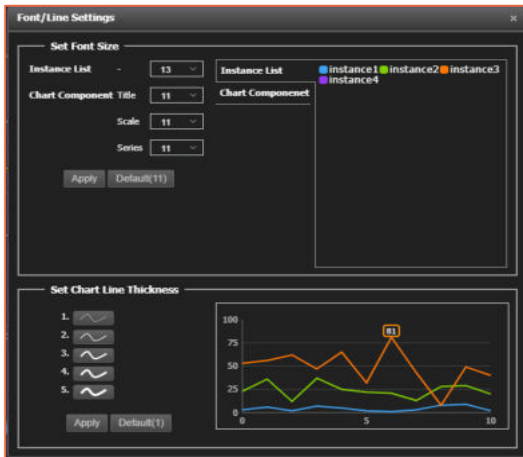 Font/Line Settings ×
Set Font Size
Instance List - 13
Chart Component Title 11
Scale 11
Series 11
Apply Default(11)
Instance List
Chart Componenet
instance1 instance2 instance3
instance4
Set Chart Line Thickness
1.
2.
3.
4.
5.
Apply Default(1)
100
75
50
25
0
81
0 5 10